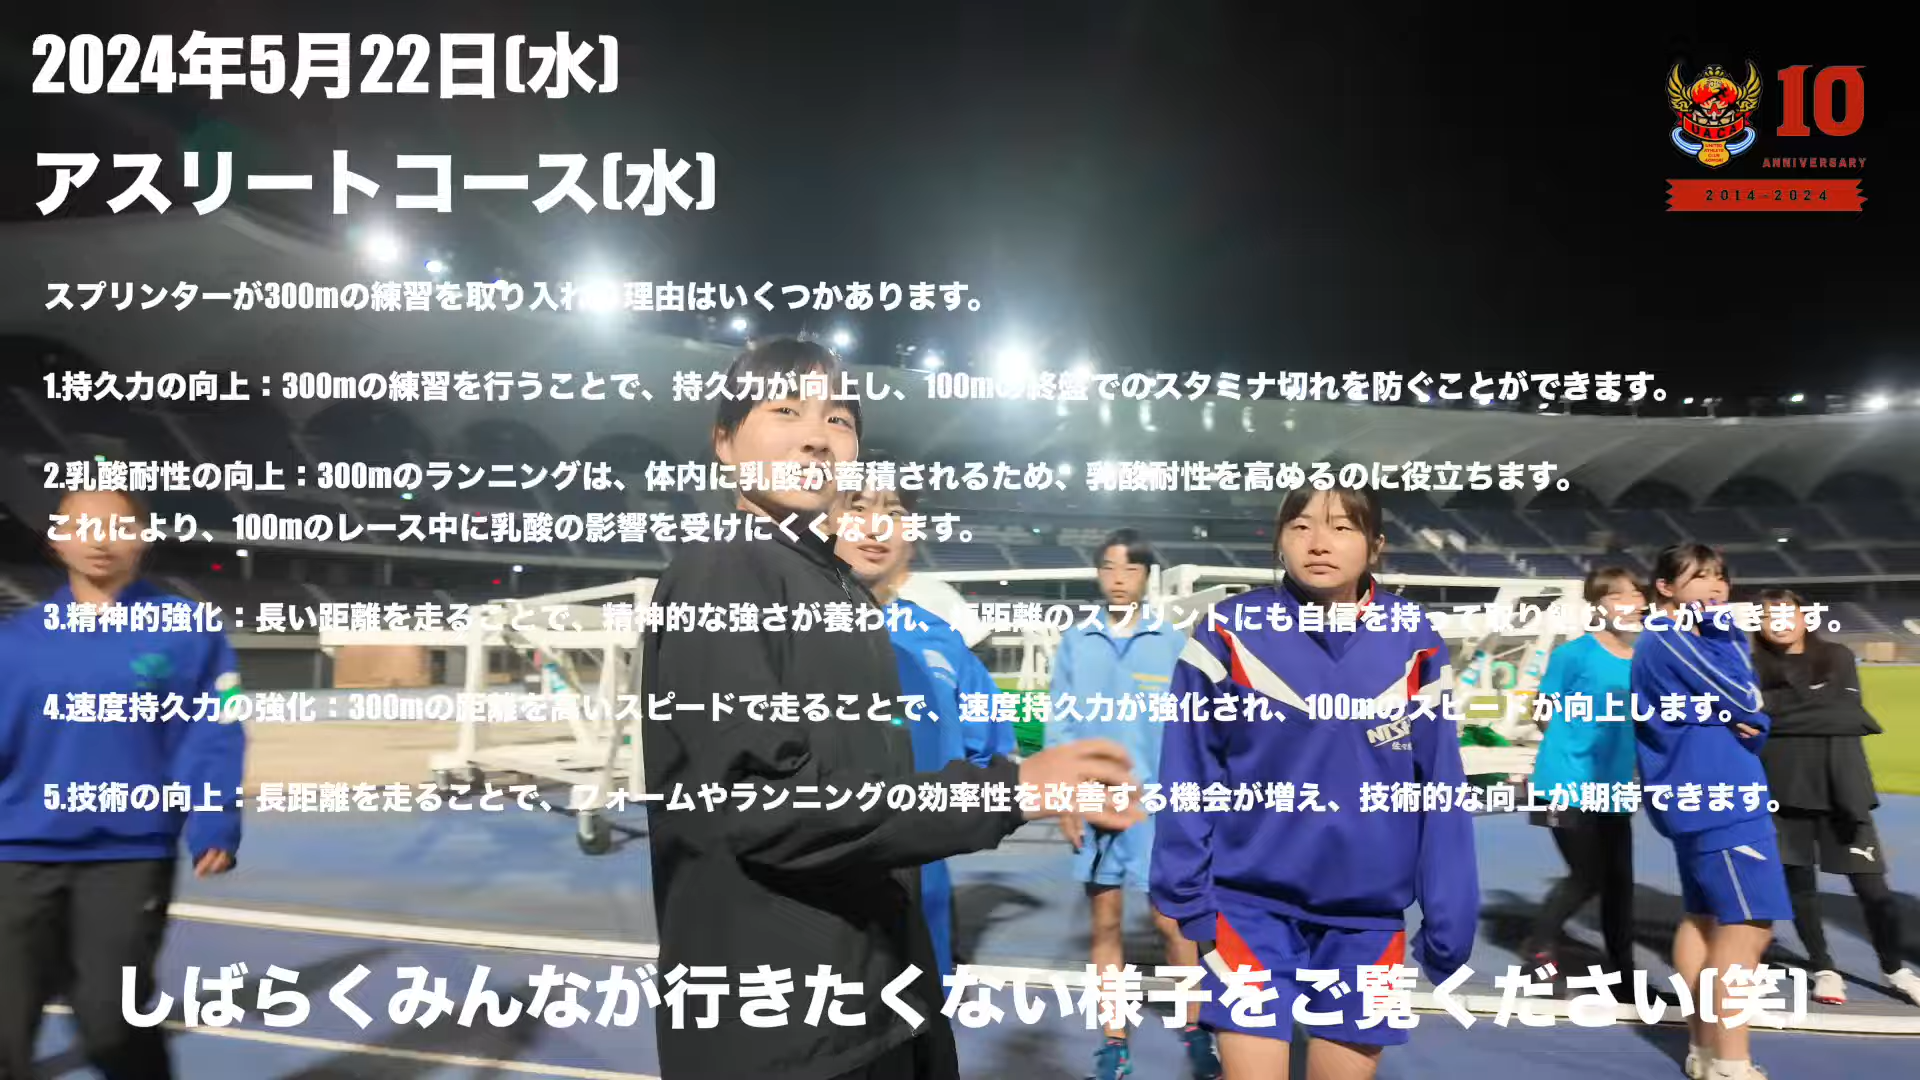 2024年5月22日(水)
アスリートコース(水)
UACA
10
ANNIVERSARY
2014-2024
スプリンターが300mの練習を取り入れる理由はいくつかあります。
1.持久力の向上：300mの練習を行うことで、持久力が向上し、100mの終盤でのスタミナ切れを防ぐことができます。
2.乳酸耐性の向上：300mのランニングは、体内に乳酸が蓄積されるため、乳酸耐性を高めるのに役立ちます。
これにより、100mのレース中に乳酸の影響を受けにくくなります。
3.精神的強化：長い距離を走ることで、精神的な強さが養われ、短距離のスプリントにも自信を持って取り組むことができます。
4.速度持久力の強化：300mの距離を高いスピードで走ることで、速度持久力が強化され、100mのスピードが向上します。
5.技術の向上：長距離を走ることで、フォームやランニングの効率性を改善する機会が増え、技術的な向上が期待できます。
しばらくみんなが行きたくない様子をご覧ください(笑)